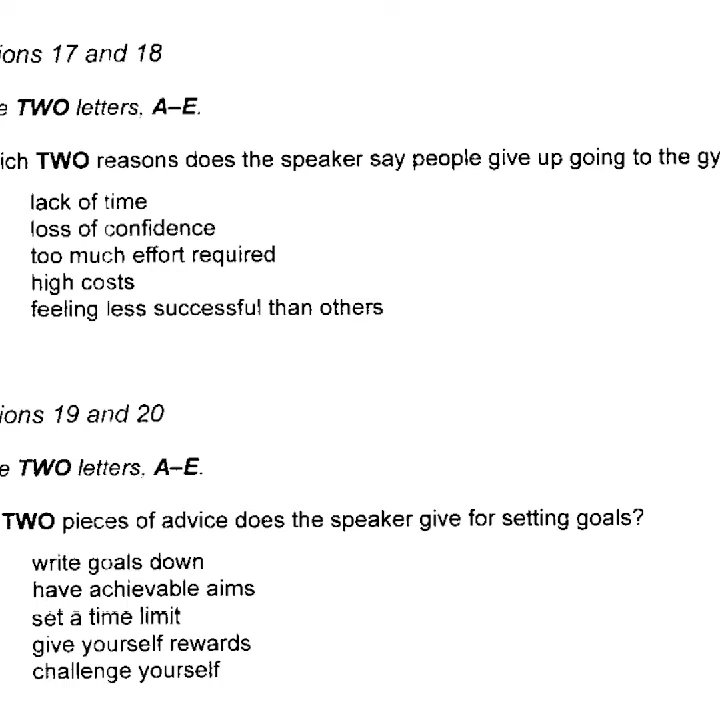 ions 17 and 18
e TWO letters, A–E.
ich TWO reasons does the speaker say people give up going to the gy
lack of time
loss of confidence
too much effort required
high costs
feeling less successful than others
ions 19 and 20
e TWO letters, A–E.
TWO pieces of advice does the speaker give for setting goals?
write goals down
have achievable aims
set a time limit
give yourself rewards
challenge yourself